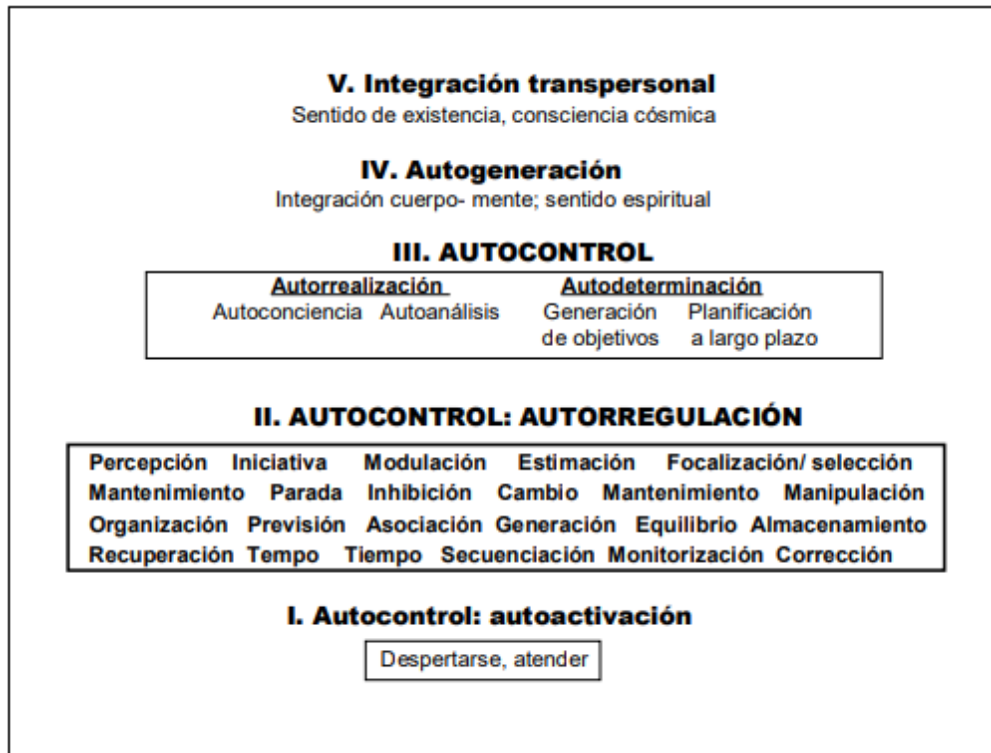 V. Integración transpersonal
Sentido de existencia, consciencia cósmica
IV. Autogeneración
Integración cuerpo- mente; sentido espiritual
III. AUTOCONTROL
Autorrealización Autodeterminación
Autoconciencia Autoanálisis Generación Planificación
de objetivos a largo plazo
II. AUTOCONTROL: AUTORREGULACIÓN
Percepción Iniciativa Modulación Estimación Focalización/ selección
Mantenimiento Parada Inhibición Cambio Mantenimiento Manipulación
Organización Previsión Asociación Generación Equilibrio Almacenamiento
Recuperación Tempo Tiempo Secuenciación Monitorización Corrección
I. Autocontrol: autoactivación
Despertarse, atender